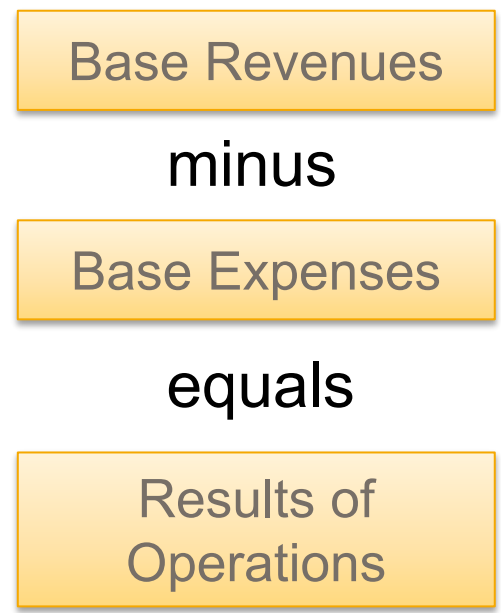 Base Revenues
minus
Base Expenses
equals
Results of
Operations